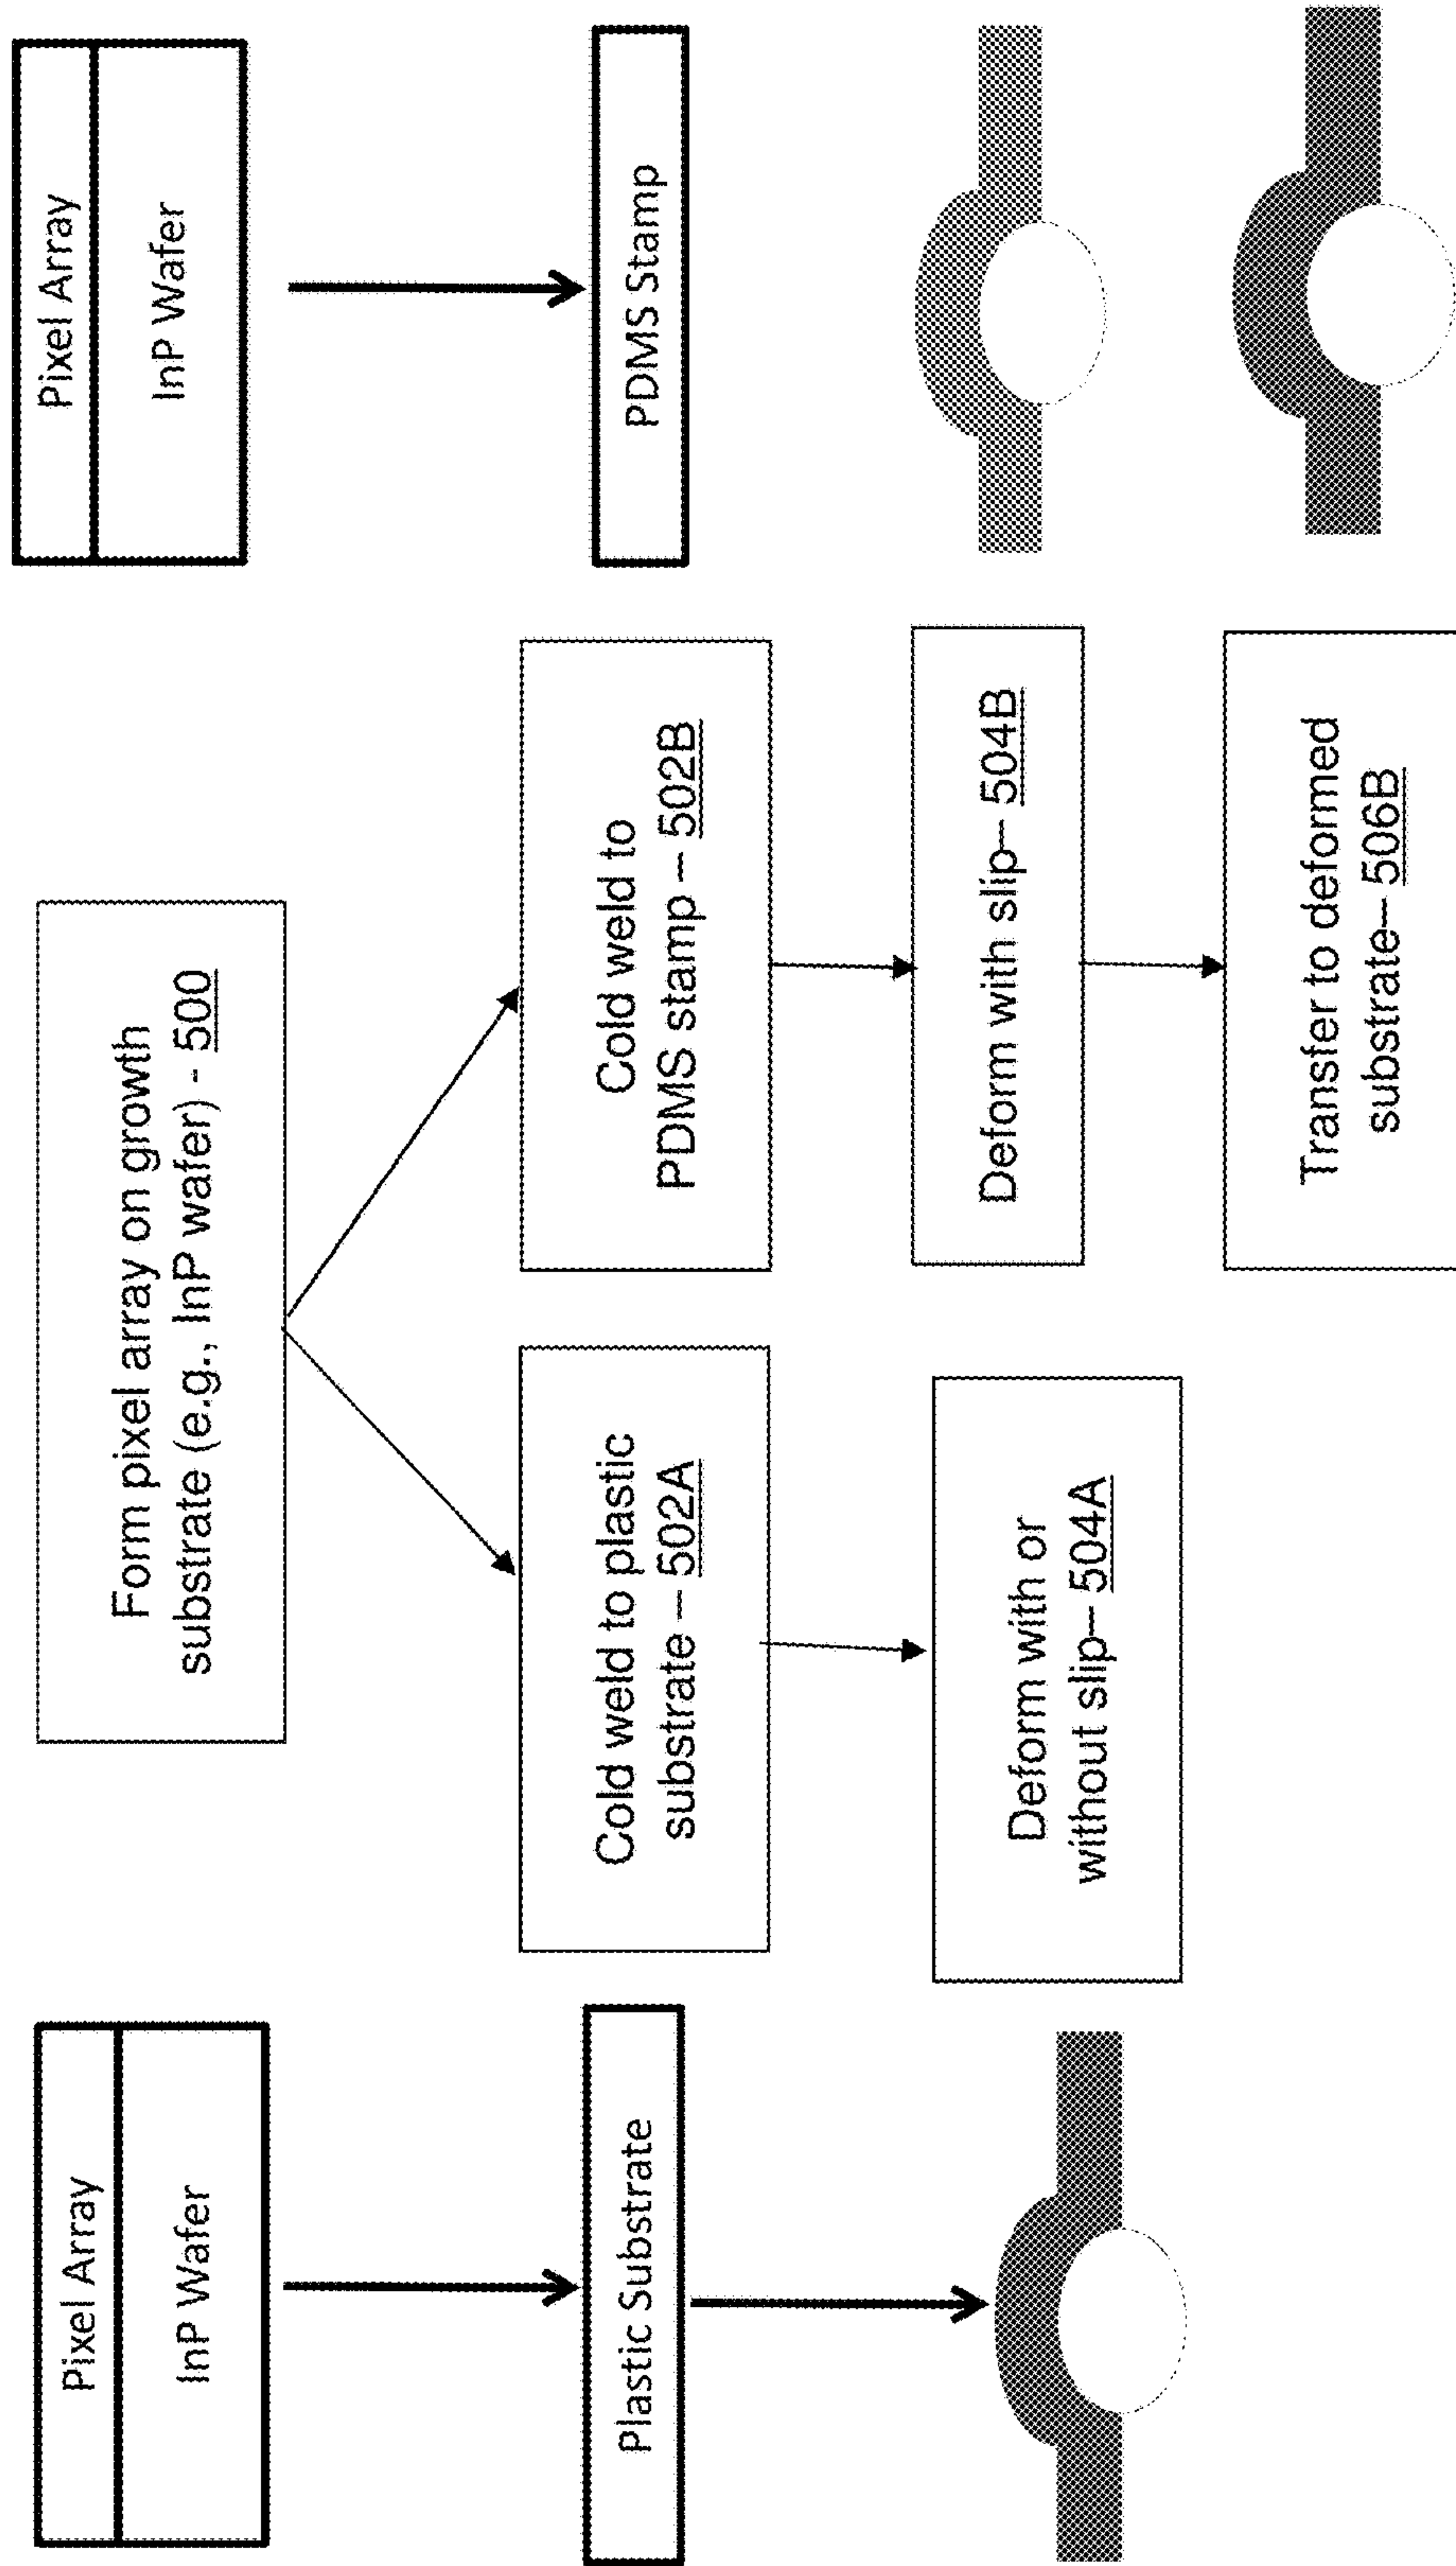 Pixel Array
InP Wafer
Plastic Substrate
Form pixel array on growth
substrate (e.g., InP wafer) - 500
Cold weld to plastic
substrate – 502A
Deform with or
without slip– 504A
Cold weld to
PDMS stamp – 502B
Deform with slip– 504B
Transfer to deformed
substrate– 506B
Pixel Array
InP Wafer
PDMS Stamp